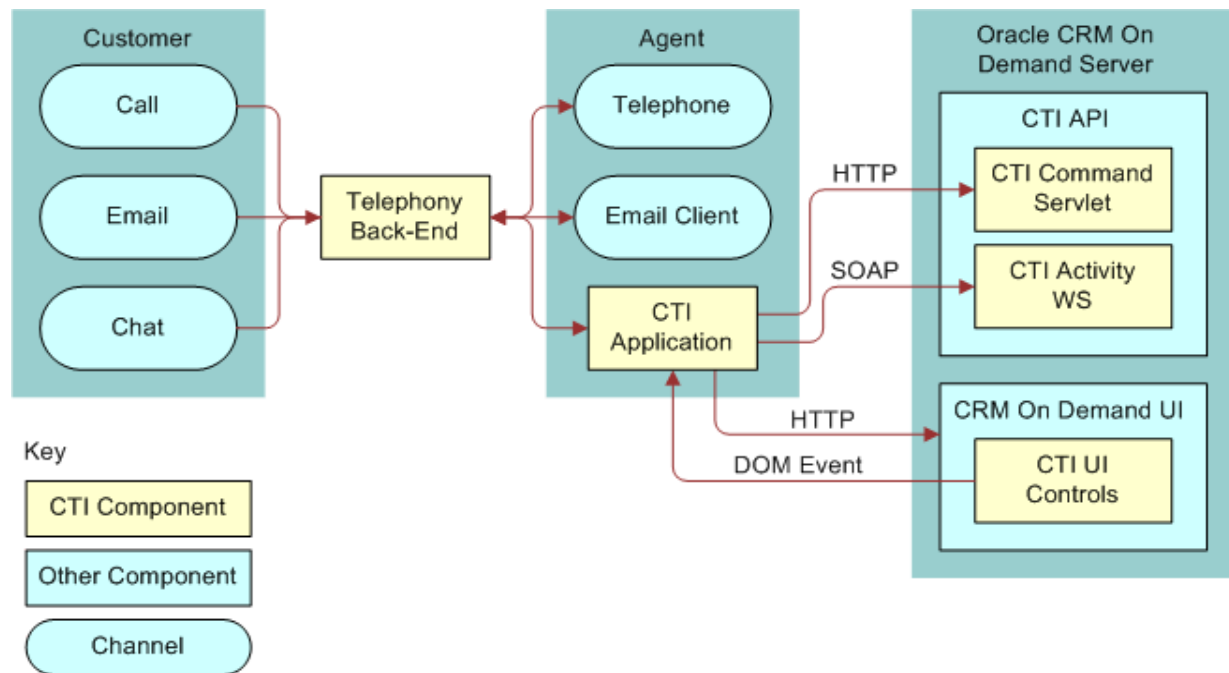 Customer
Call
Email
Chat
Telephony
Back-End
Agent
Telephone
Email Client
CTI
Application
HTTP
SOAP
HTTP
DOM Event
Oracle CRM On
Demand Server
CTI API
CTI Command
Servlet
CTI Activity
WS
CRM On Demand UI
CTI UI
Controls
Key
CTI Component
Other Component
Channel